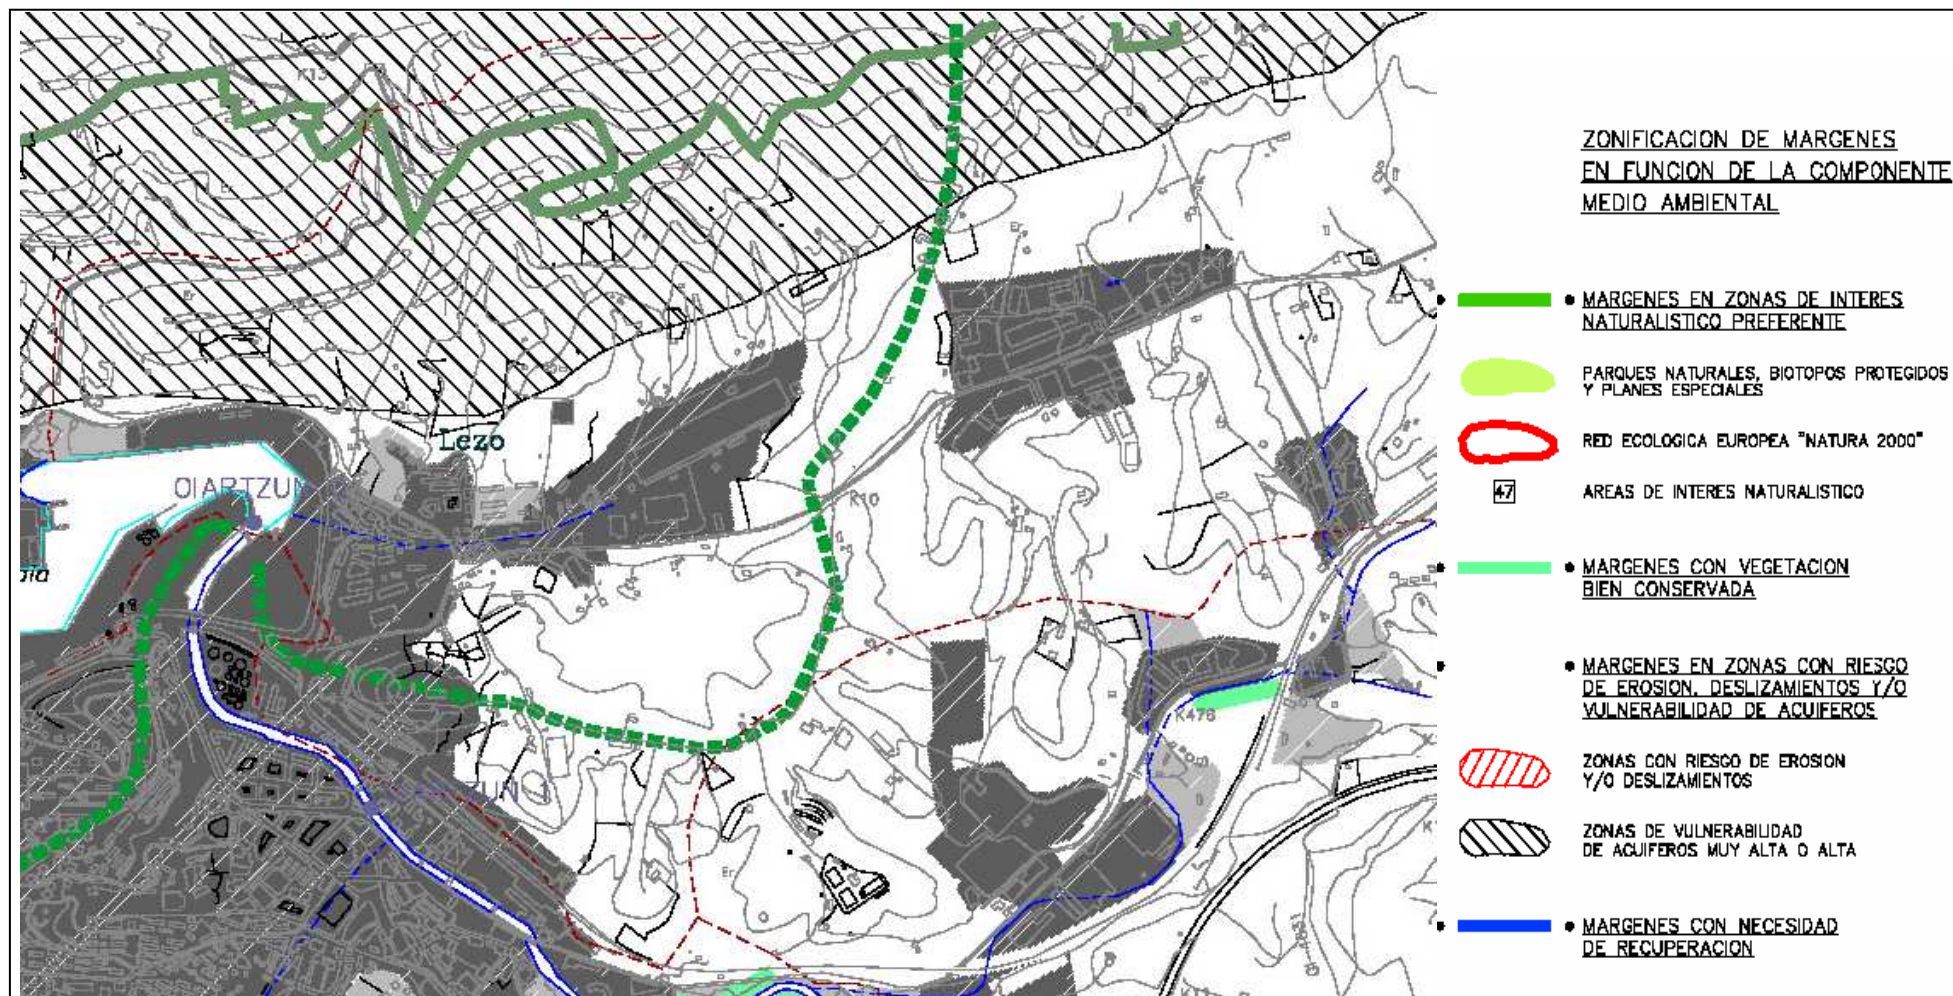 K13
Lezo
OIARTZUN
K10
K476
ZONIFICACION DE MARGENES
EN FUNCION DE LA COMPONENTE
MEDIO AMBIENTAL
MARGENES EN ZONAS DE INTERES
NATURALISTICO PREFERENTE
PARQUES NATURALES, BIOTOPOS PROTEGIDOS
Y PLANES ESPECIALES
RED ECOLOGICA EUROPEA "NATURA 2000"
47
AREAS DE INTERES NATURALISTICO
MARGENES CON VEGETACION
BIEN CONSERVADA
MARGENES EN ZONAS CON RIESGO
DE EROSION, DESLIZAMIENTOS Y/O
VULNERABILIDAD DE ACUIFEROS
ZONAS CON RIESGO DE EROSION
Y/O DESLIZAMIENTOS
ZONAS DE VULNERABILIDAD
DE ACUIFEROS MUY ALTA O ALTA
MARGENES CON NECESIDAD
DE RECUPERACION